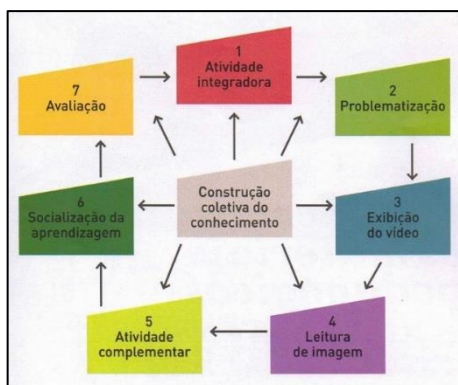 1
Atividade
integradora
2
Problematização
3
Exibição
do vídeo
4
Leitura
de imagem
5
Atividade
complementar
6
Socialização da
aprendizagem
7
Avaliação
Construção
coletiva do
conhecimento